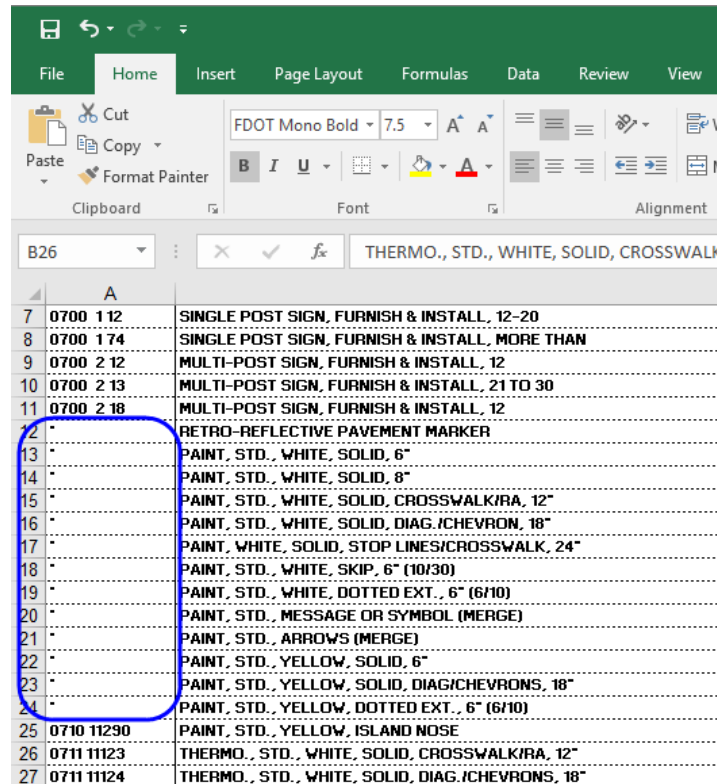 File Home Insert Page Layout Formulas Data Review View
Cut
Copy
Paste
Format Painter
FDOT Mono Bold 7.5 A A
B I U A
Clipboard Font Alignment
B26 fx THERMO., STD., WHITE, SOLID, CROSSWALK
A
7 0700 1 12 SINGLE POST SIGN, FURNISH & INSTALL, 12-20
8 0700 1 74 SINGLE POST SIGN, FURNISH & INSTALL, MORE THAN
9 0700 2 12 MULTI-POST SIGN, FURNISH & INSTALL, 12
10 0700 2 13 MULTI-POST SIGN, FURNISH & INSTALL, 21 TO 30
11 0700 2 18 MULTI-POST SIGN, FURNISH & INSTALL, 12
12 " RETRO-REFLECTIVE PAVEMENT MARKER
13 " PAINT, STD., WHITE, SOLID, 6"
14 " PAINT, STD., WHITE, SOLID, 8"
15 " PAINT, STD., WHITE, SOLID, CROSSWALK/RA, 12"
16 " PAINT, STD., WHITE, SOLID, DIAG./CHEVRON, 18"
17 " PAINT, WHITE, SOLID, STOP LINES/CROSSWALK, 24"
18 " PAINT, STD., WHITE, SKIP, 6" (10/30)
19 " PAINT, STD., WHITE, DOTTED EXT., 6" (6/10)
20 " PAINT, STD., MESSAGE OR SYMBOL (MERGE)
21 " PAINT, STD., ARROWS (MERGE)
22 " PAINT, STD., YELLOW, SOLID, 6"
23 " PAINT, STD., YELLOW, SOLID, DIAG/CHEVRONS, 18"
24 " PAINT, STD., YELLOW, DOTTED EXT., 6" (6/10)
25 0710 11290 PAINT, STD., YELLOW, ISLAND NOSE
26 0711 11123 THERMO., STD., WHITE, SOLID, CROSSWALK/RA, 12"
27 0711 11124 THERMO., STD., WHITE, SOLID, DIAG./CHEVRONS, 18"